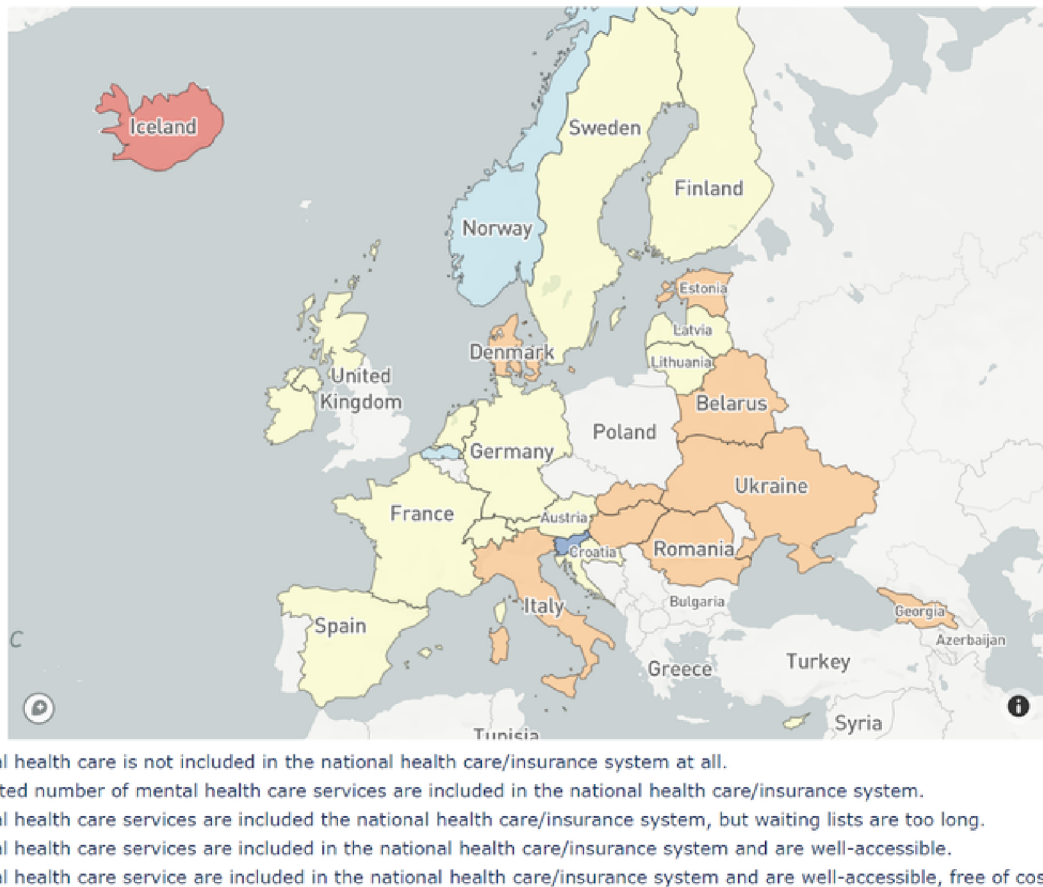 Iceland
Sweden
Finland
Norway
Estonia
Latvia
Denmark
Lithuania
United
Kingdom
Belarus
Poland
Germany
Ukraine
France
Austria
Croatia
Romania
Italy
Bulgaria
Georgia
Spain
C
Azerbaijan
Greece
Turkey
Syria
Tunisia
al health care is not included in the national health care/insurance system at all.
ted number of mental health care services are included in the national health care/insurance system.
al health care services are included the national health care/insurance system, but waiting lists are too long.
al health care services are included in the national health care/insurance system and are well-accessible.
al health care service are included in the national health care/insurance system and are well-accessible, free of cos